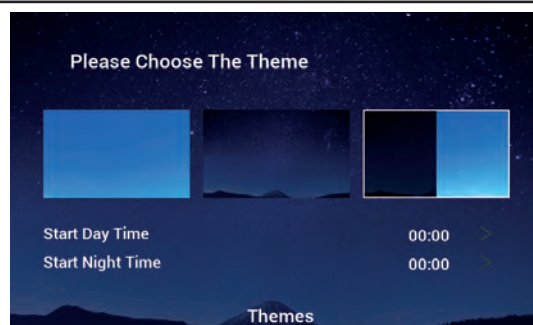 Please Choose The Theme
Start Day Time 00:00 >
Start Night Time 00:00 >
Themes